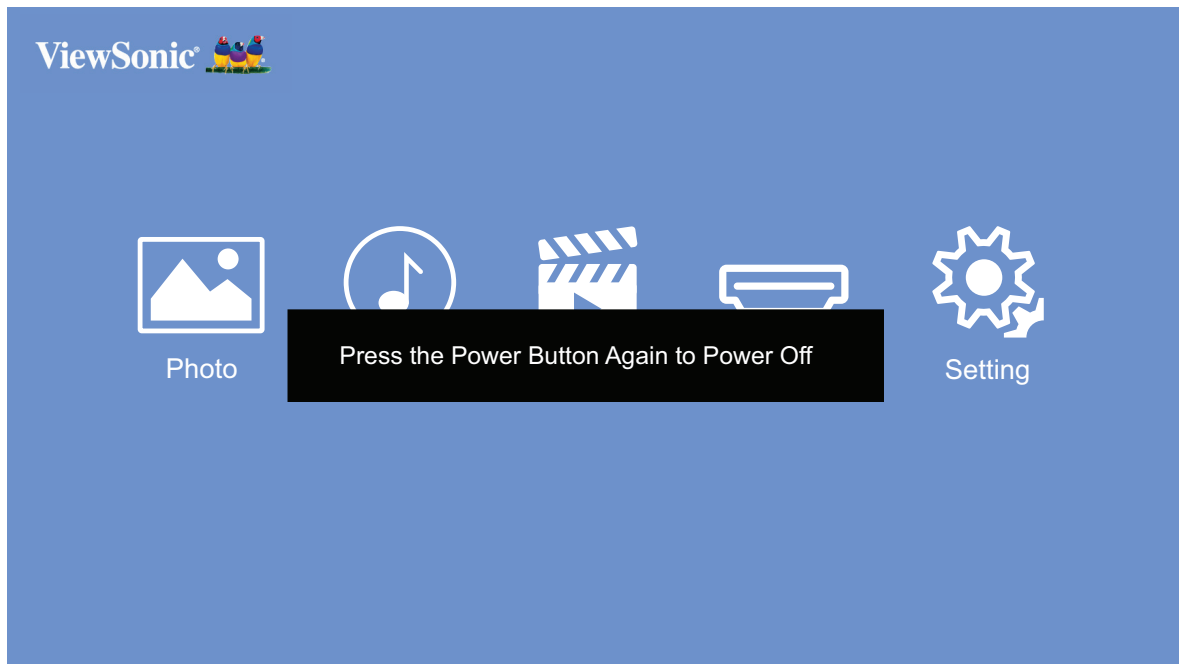 ViewSonic®
Photo
Press the Power Button Again to Power Off
Setting